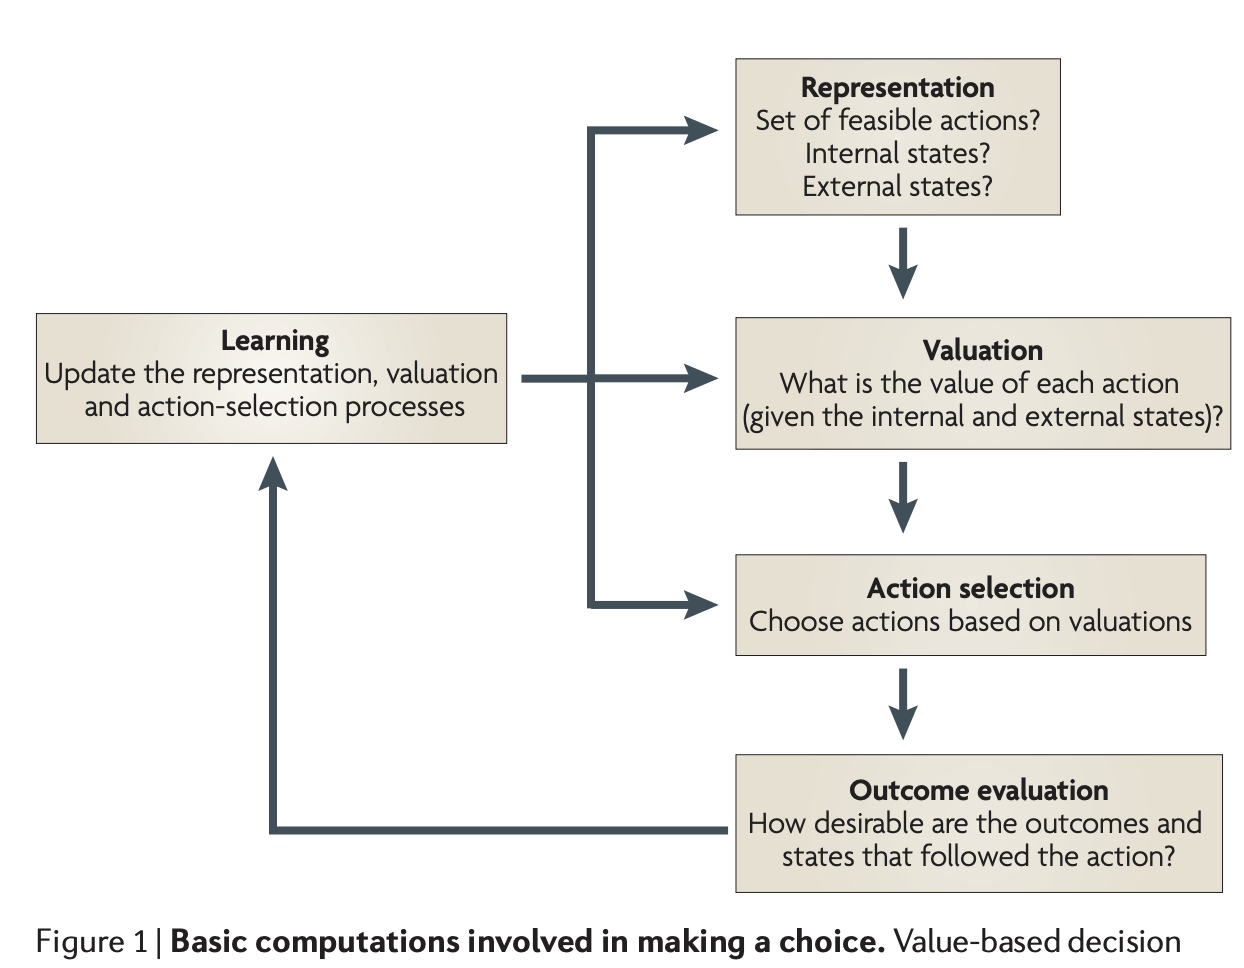 Representation
Set of feasible actions?
Internal states?
External states?
Learning
Update the representation, valuation
and action-selection processes
Valuation
What is the value of each action
(given the internal and external states)?
Action selection
Choose actions based on valuations
Outcome evaluation
How desirable are the outcomes and
states that followed the action?
Figure 1 | Basic computations involved in making a choice. Value-based decision